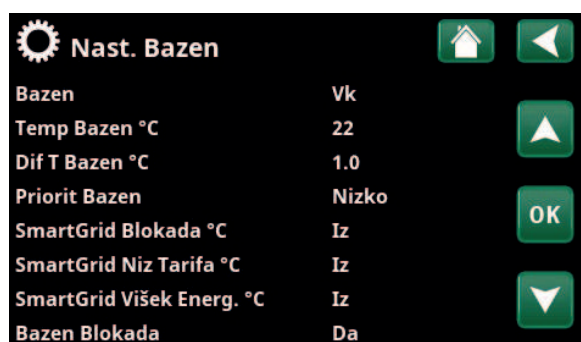 Nast. Bazen
Bazen Vk
Temp Bazen °C 22
Dif T Bazen °C 1.0
Priorit Bazen Nizko
OK
SmartGrid Blokada °C Iz
SmartGrid Niz Tarifa °C Iz
SmartGrid Višek Energ. °C Iz
Bazen Blokada Da